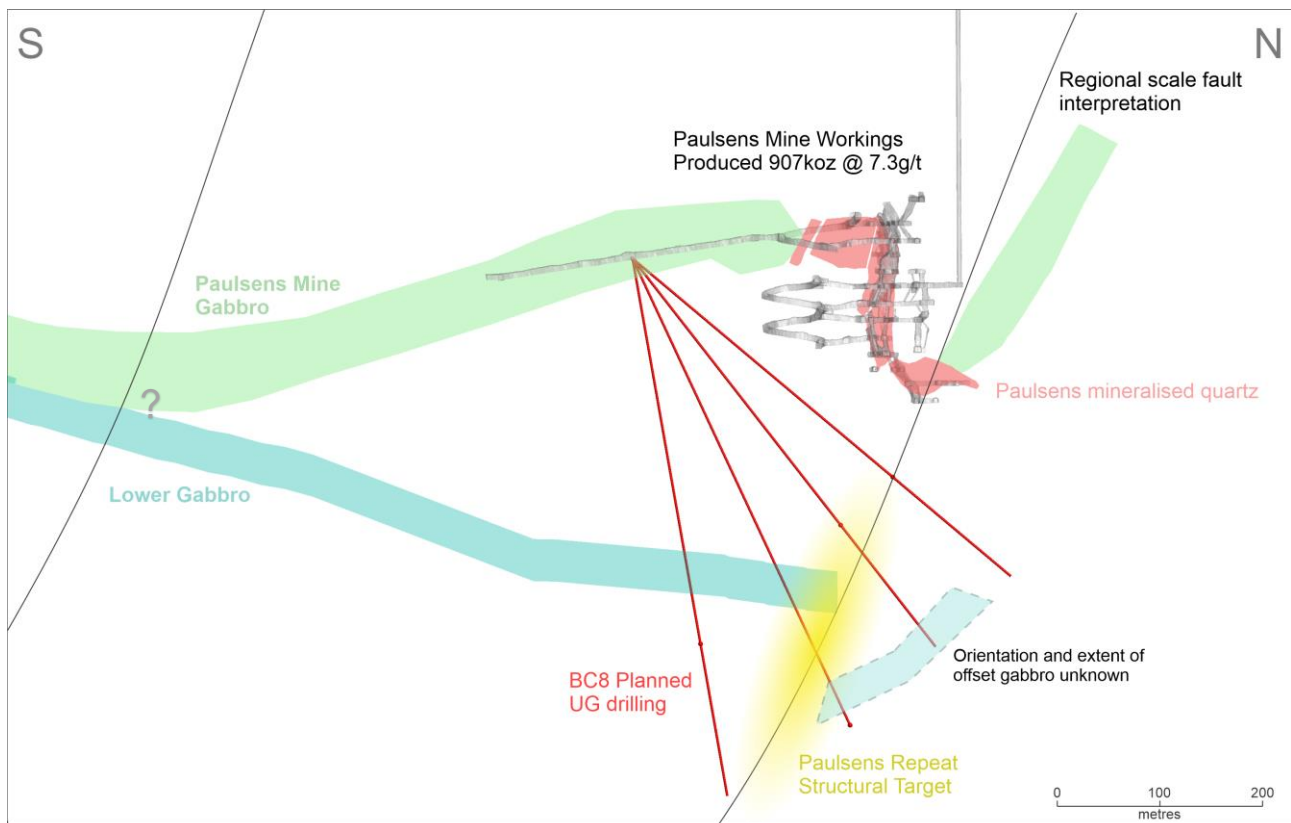 S
N
Regional scale fault
interpretation
Paulsens Mine Workings
Produced 907koz @ 7.3g/t
Paulsens Mine
Gabbro
Paulsens mineralised quartz
?
Lower Gabbro
Orientation and extent of
offset gabbro unknown
BC8 Planned
UG drilling
Paulsens Repeat
Structural Target
0 100 200
metres